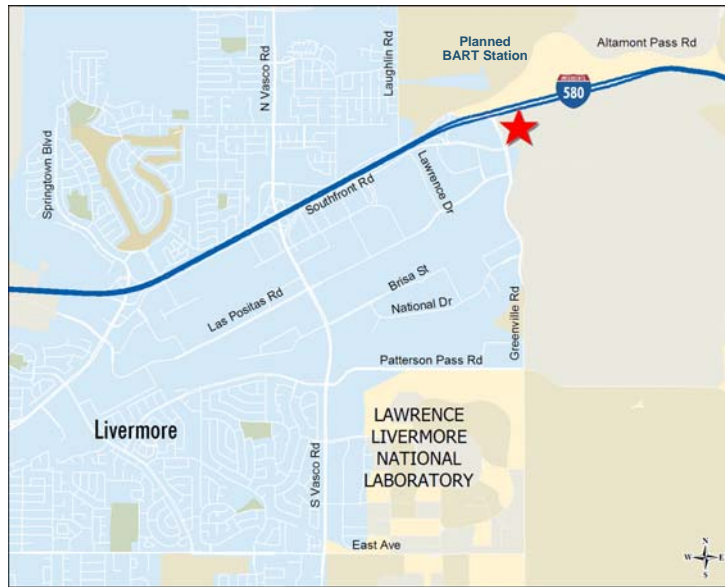 Planned
BART Station
Altamont Pass Rd
N Vasco Rd
Laughlin Rd
INTERSTATE
580
Springtown Blvd
Southfront Rd
Lawrence Dr
Las Positas Rd
Brisa St
National Dr
Greenville Rd
Patterson Pass Rd
Livermore
LAWRENCE
LIVERMORE
NATIONAL
LABORATORY
S Vasco Rd
East Ave
N
W E
S